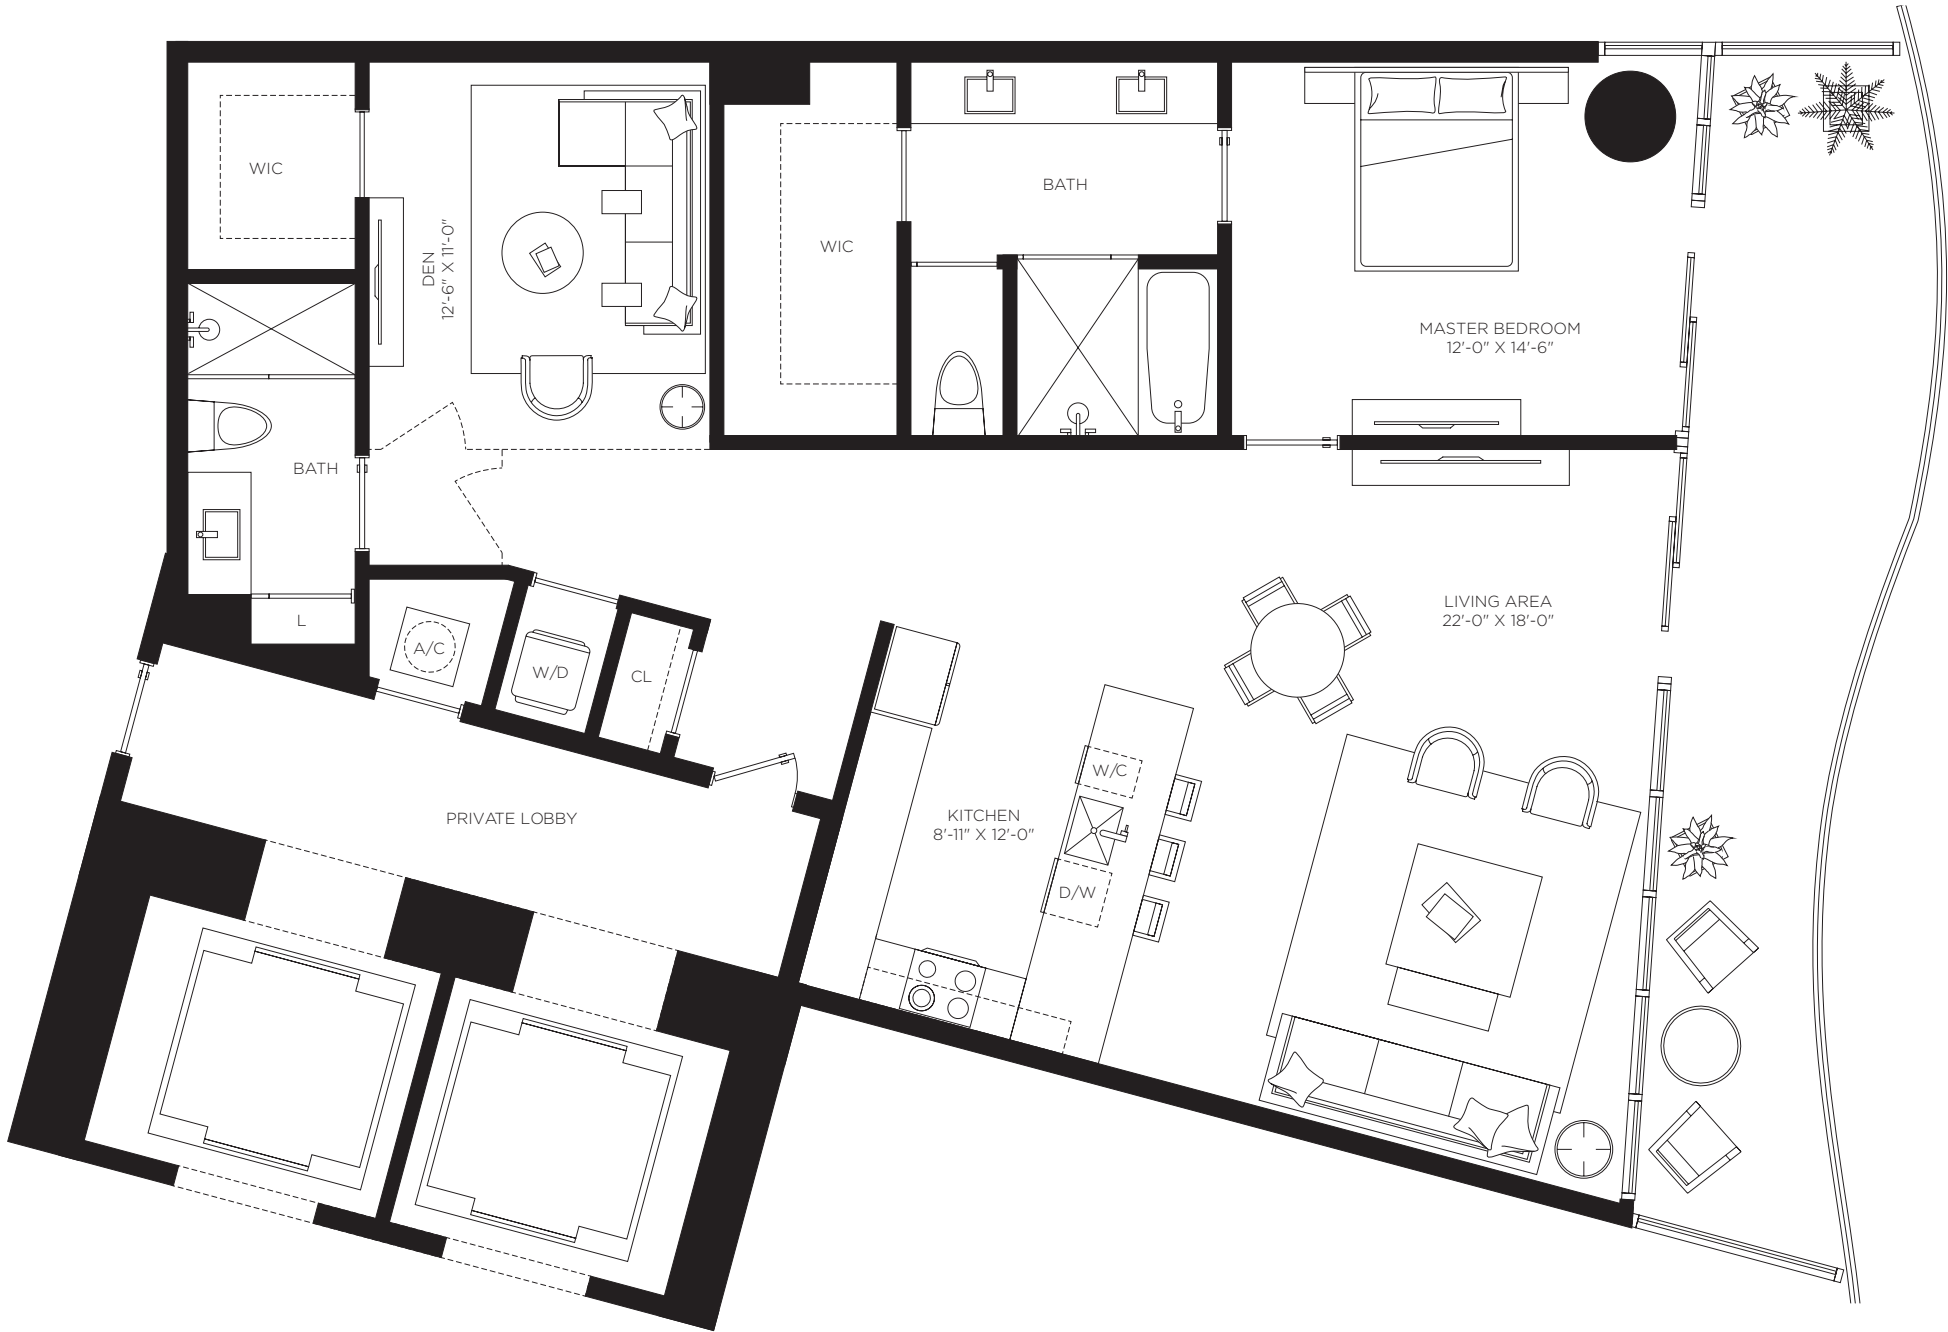 WIC
DEN
12'-6" X 11'-0"
WIC
BATH
MASTER BEDROOM
12'-0" X 14'-6"
BATH
L
A/C
W/D
CL
LIVING AREA
22'-0" X 18'-0"
PRIVATE LOBBY
KITCHEN
8'-11" X 12'-0"
W/C
D/W